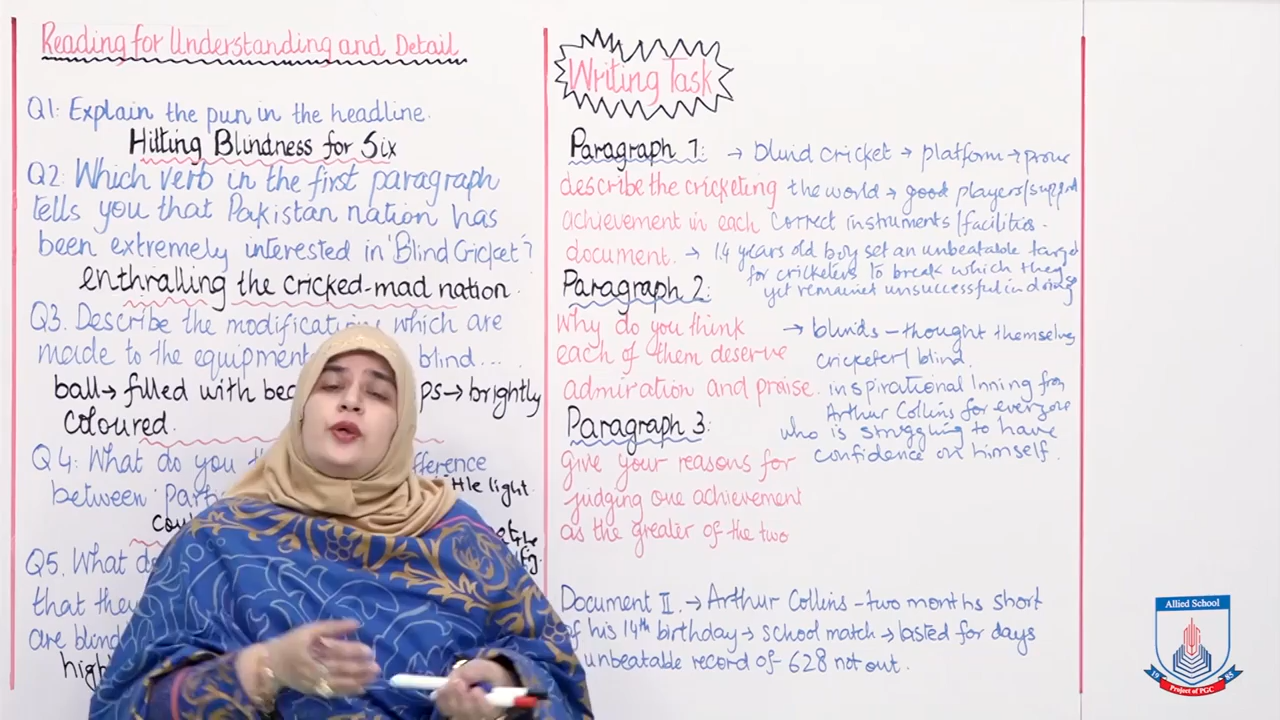 Reading for Understanding and Detail
Q1: Explain the pun in the headline.
Hitting Blindness for Six
Q2: Which verb in the first paragraph
tells you that Pakistan nation has
been extremely interested in 'Blind Cricket'?
enthralling the cricked-mad nation
Q3. Describe the modifications which are
made to the equipment blind...
ball → filled with → brightly
coloured.
Q4: What do you
between
Q5. What
that they
are blind
Writing Task
Paragraph 1: → blind cricket → platform → prove
describe the cricketing the world → good players/support
achievement in each correct instruments/facilities.
document. → 14 years old boy set an unbeatable target
for cricketers to break which they
yet remained unsuccessful in doing
Paragraph 2:
Why do you think → blinds - thought themselves
each of them deserve cricketer/blind.
admiration and praise. inspirational Inning from
Arthur Collins for everyone
Paragraph 3: who is struggling to have
give your reasons for confidence on himself.
judging one achievement
as the greater of the two
Document II. → Arthur Collins - two months short
of his 14th birthday → school match → lasted for days
unbeatable record of 628 not out.
Allied School
19 85
Project of PGC